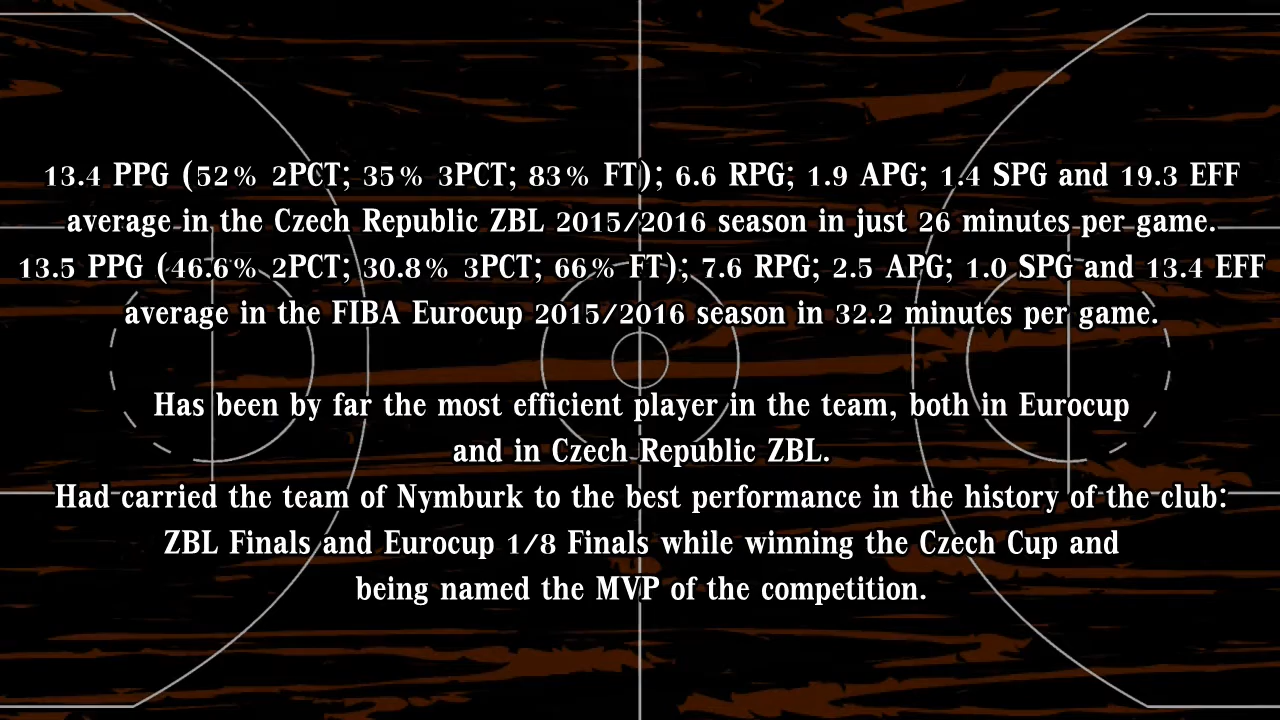 13.4 PPG (52% 2PCT; 35% 3PCT; 83% FT); 6.6 RPG; 1.9 APG; 1.4 SPG and 19.3 EFF
average in the Czech Republic ZBL 2015/2016 season in just 26 minutes per game.
13.5 PPG (46.6% 2PCT; 30.8% 3PCT; 66% FT); 7.6 RPG; 2.5 APG; 1.0 SPG and 13.4 EFF
average in the FIBA Eurocup 2015/2016 season in 32.2 minutes per game.
Has been by far the most efficient player in the team, both in Eurocup
and in Czech Republic ZBL.
Had carried the team of Nymburk to the best performance in the history of the club:
ZBL Finals and Eurocup 1/8 Finals while winning the Czech Cup and
being named the MVP of the competition.